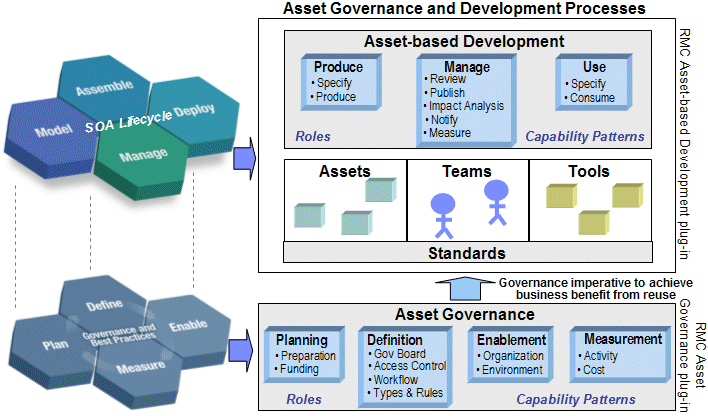 Asset Governance and Development Processes
Asset-based Development
Produce
• Specify
• Produce
Manage
• Review
• Publish
• Impact Analysis
• Notify
• Measure
Use
• Specify
• Consume
Roles
Capability Patterns
Assets
Teams
Tools
Standards
RMC Asset-based Development plug-in
Assemble
Model
SOA Lifecycle
Deploy
Manage
Governance imperative to achieve
business benefit from reuse
Asset Governance
Planning
• Preparation
• Funding
Definition
• Gov Board
• Access Control
• Workflow
• Types & Rules
Enablement
• Organization
• Environment
Measurement
• Activity
• Cost
Roles
Capability Patterns
RMC Asset
Governance plug-in
Define
Plan
Governance and
Best Practices
Enable
Measure